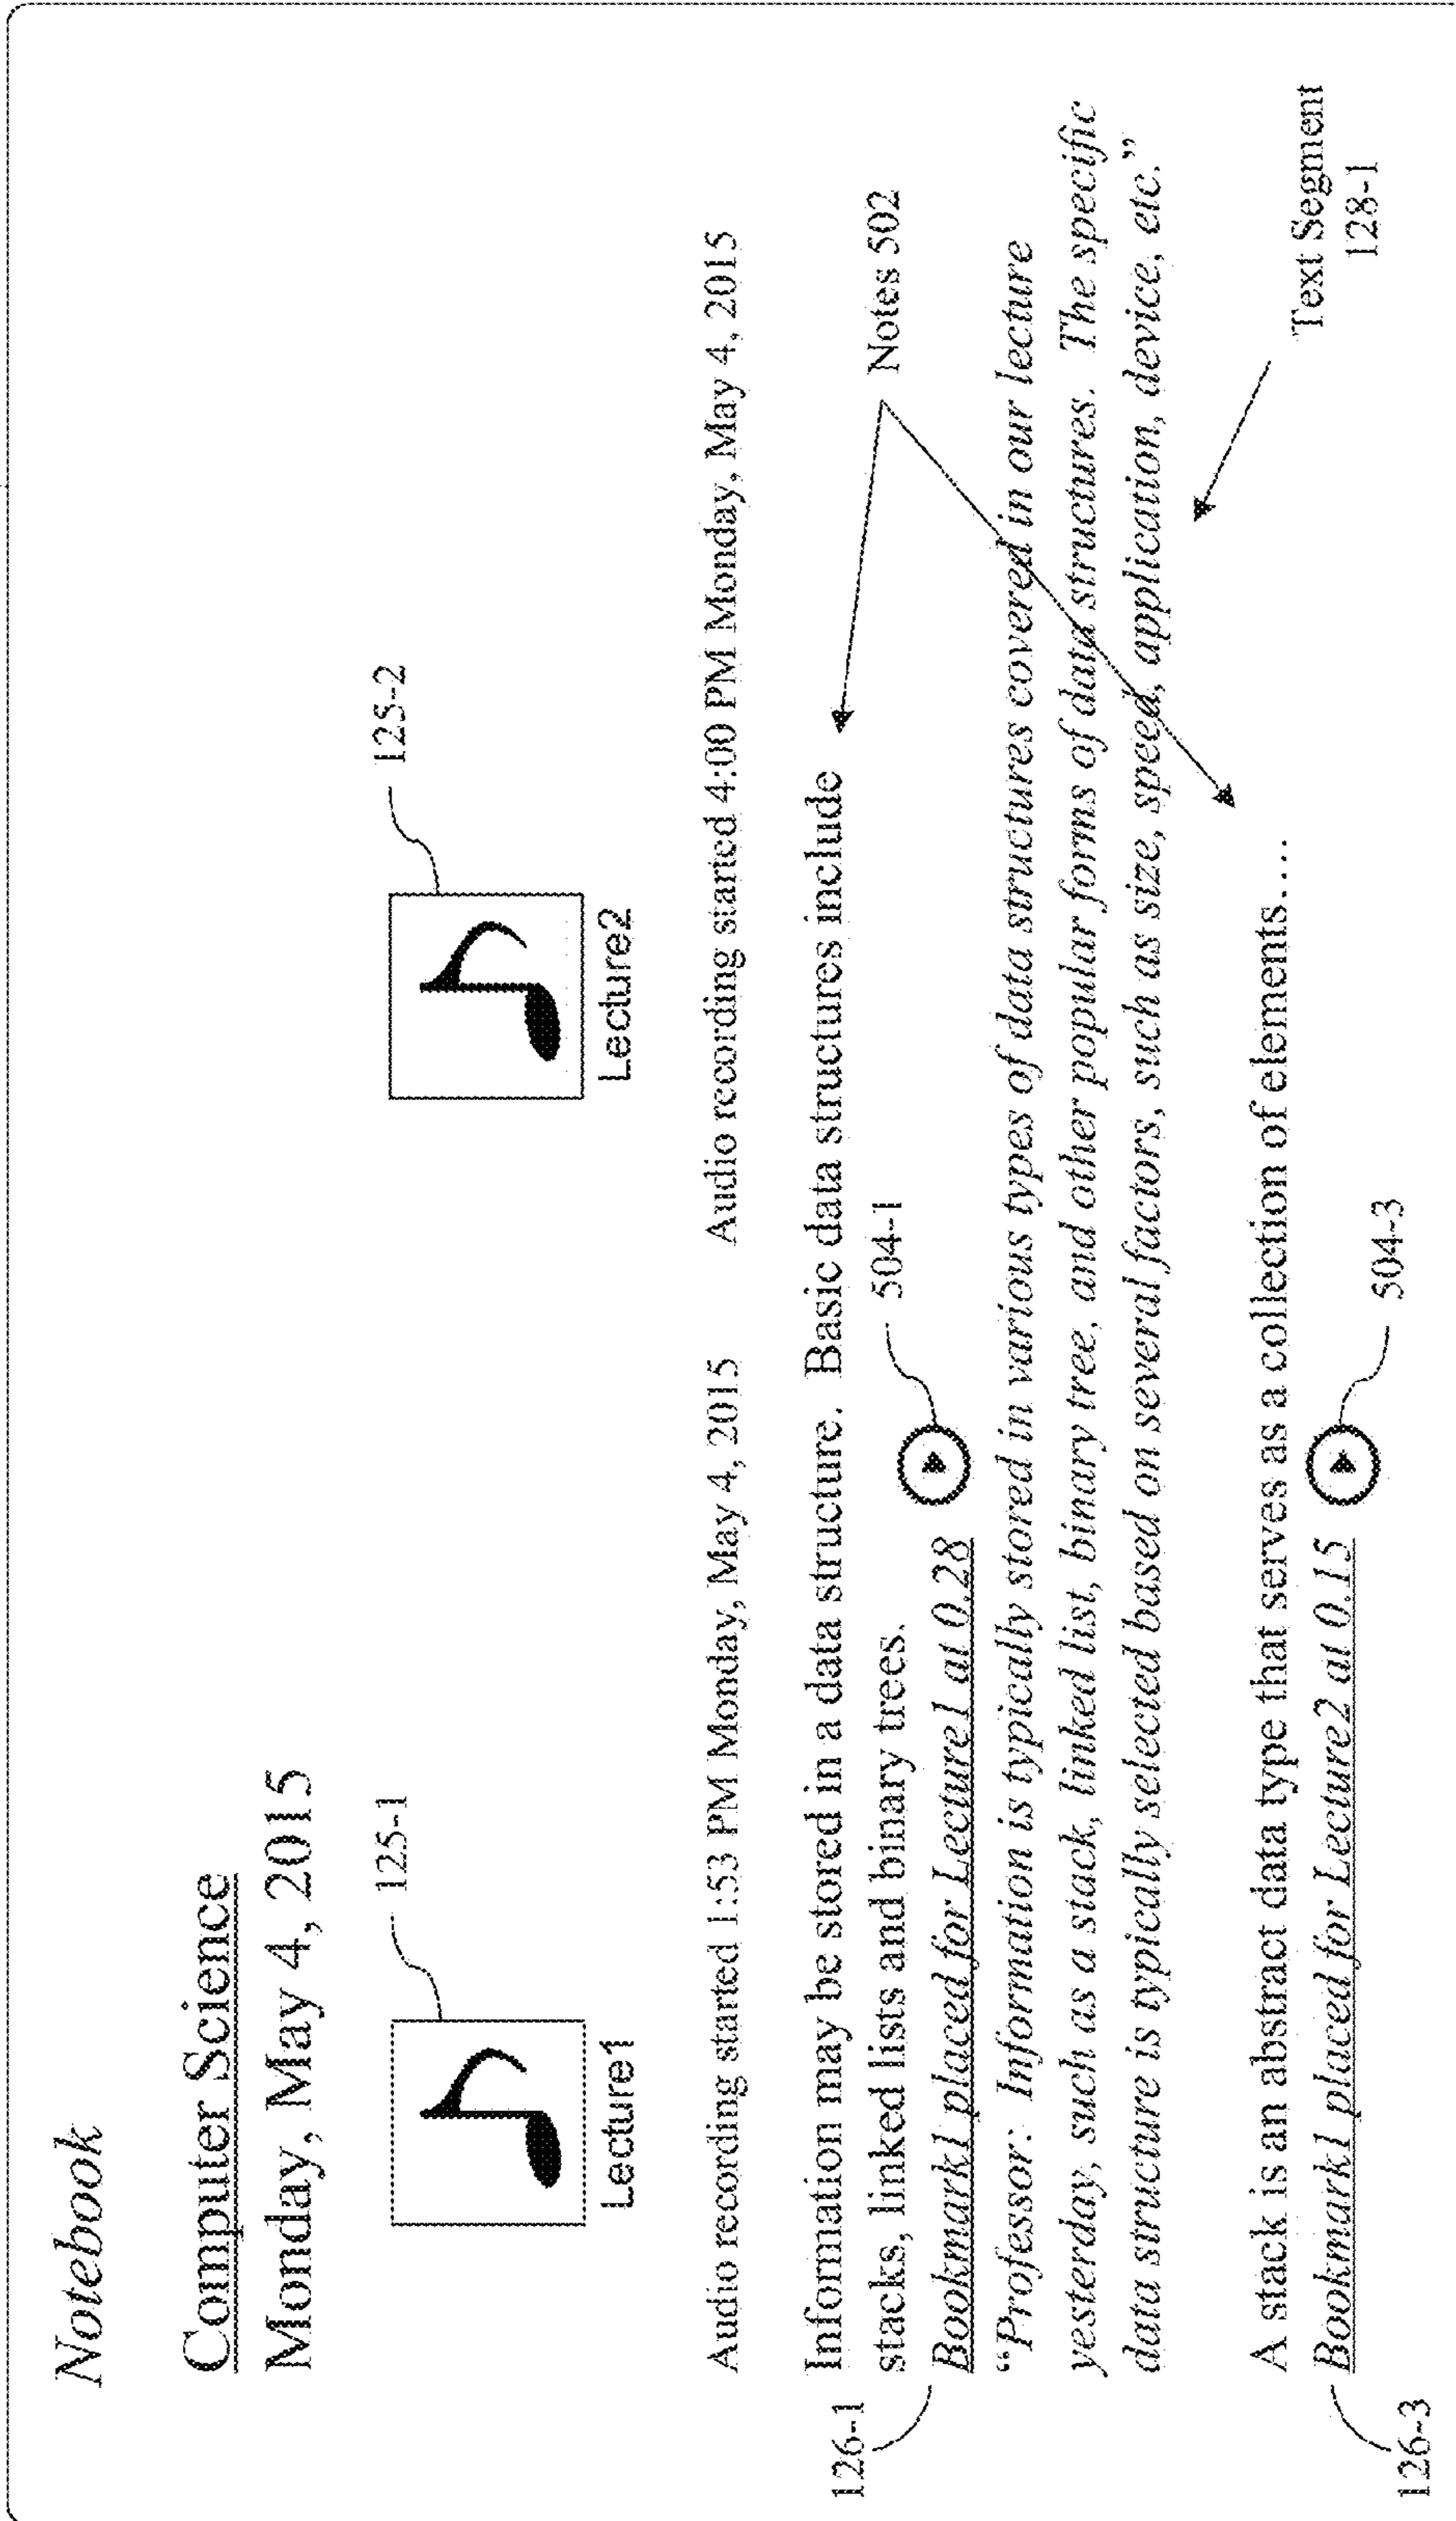 Notebook
Computer Science
Monday, May 4, 2015
125-1
125-2
Lecture1
Lecture2
Audio recording started 1:53 PM Monday, May 4, 2015
Audio recording started 4:00 PM Monday, May 4, 2015
Information may be stored in a data structure. Basic data structures include
stacks, linked lists and binary trees.
Notes 502
504-1
126-1
Bookmark1 placed for Lecture1 at 0.28
“Professor: Information is typically stored in various types of data structures covered in our lecture
yesterday, such as a stack, linked list, binary tree, and other popular forms of data structures. The specific
data structure is typically selected based on several factors, such as size, speed, application, device, etc.”
Text Segment
128-1
A stack is an abstract data type that serves as a collection of elements….
Bookmark1 placed for Lecture2 at 0.15
504-3
126-3